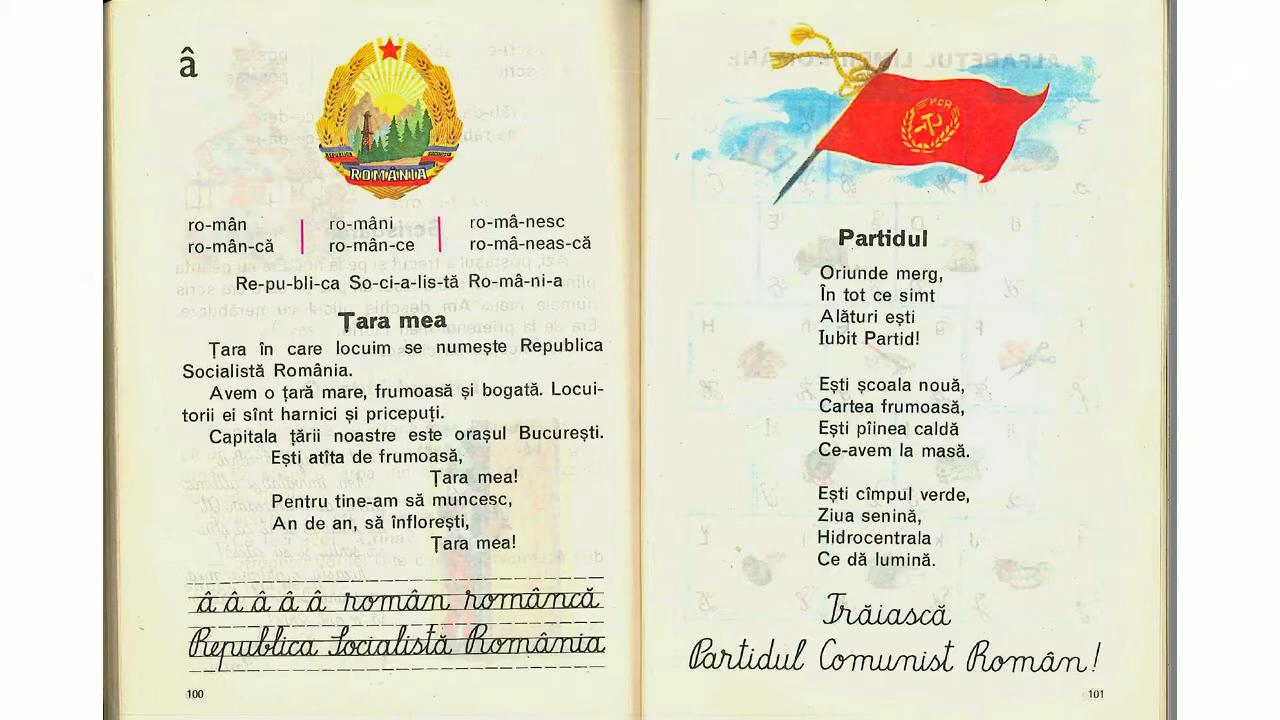 â
REPUBLICA SOCIALISTA
ROMÂNIA
ro-mân | ro-mâni | ro-mâ-nesc
ro-mân-că | ro-mân-ce | ro-mâ-neas-că
Re-pu-bli-ca So-ci-a-lis-tă Ro-mâ-ni-a
Țara mea
Țara în care locuim se numește Republica
Socialistă România.
Avem o țară mare, frumoasă și bogată. Locui-
torii ei sînt harnici și pricepuți.
Capitala țării noastre este orașul București.
Ești atîta de frumoasă,
Țara mea!
Pentru tine-am să muncesc,
An de an, să înflorești,
Țara mea!
â â â â â român româncă
Republica Socialistă România
100
PCR
Partidul
Oriunde merg,
În tot ce simt
Alături ești
Iubit Partid!
Ești școala nouă,
Cartea frumoasă,
Ești pîinea caldă
Ce-avem la masă.
Ești cîmpul verde,
Ziua senină,
Hidrocentrala
Ce dă lumină.
Trăiască
Partidul Comunist Român!
101